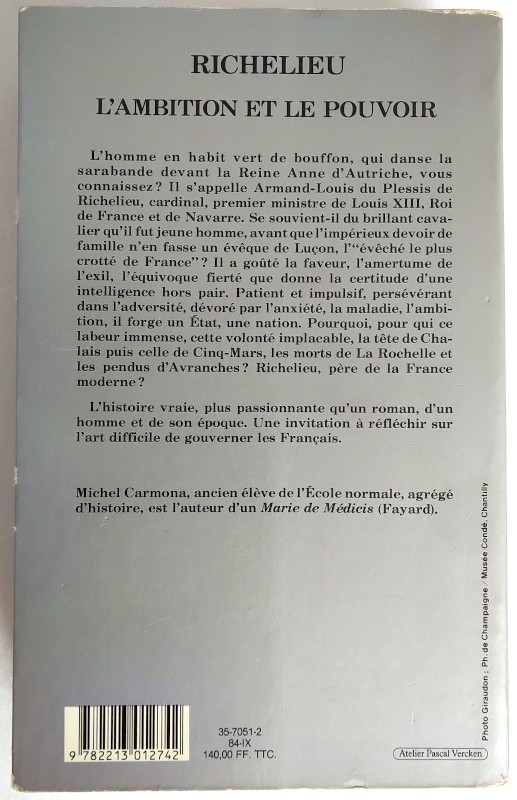 RICHELIEU
L'AMBITION ET LE POUVOIR
L'homme en habit vert de bouffon, qui danse la
sarabande devant la Reine Anne d'Autriche, vous
connaissez? Il s'appelle Armand-Louis du Plessis de
Richelieu, cardinal, premier ministre de Louis XIII, Roi
de France et de Navarre. Se souvient-il du brillant cava-
lier qu'il fut jeune homme, avant que l'impérieux devoir de
famille n'en fasse un évêque de Luçon, l'"évêché le plus
crotté de France"? Il a goûté la faveur, l'amertume de
l'exil, l'équivoque fierté que donne la certitude d'une
intelligence hors pair. Patient et impulsif, persévérant
dans l'adversité, dévoré par l'anxiété, la maladie, l'ambi-
tion, il forge un État, une nation. Pourquoi, pour qui ce
labeur immense, cette volonté implacable, la tête de Cha-
lais puis celle de Cinq-Mars, les morts de La Rochelle et
les pendus d'Avranches? Richelieu, père de la France
moderne?
L'histoire vraie, plus passionnante qu'un roman, d'un
homme et de son époque. Une invitation à réfléchir sur
l'art difficile de gouverner les Français.
Michel Carmona, ancien élève de l'École normale, agrégé
d'histoire, est l'auteur d'un Marie de Médicis (Fayard).
Photo Giraudon; Ph. de Champaigne / Musée Condé, Chantilly
9 782213 012742
35-7051-2
84-IX
140,00 FF. TTC.
Atelier Pascal Vercken